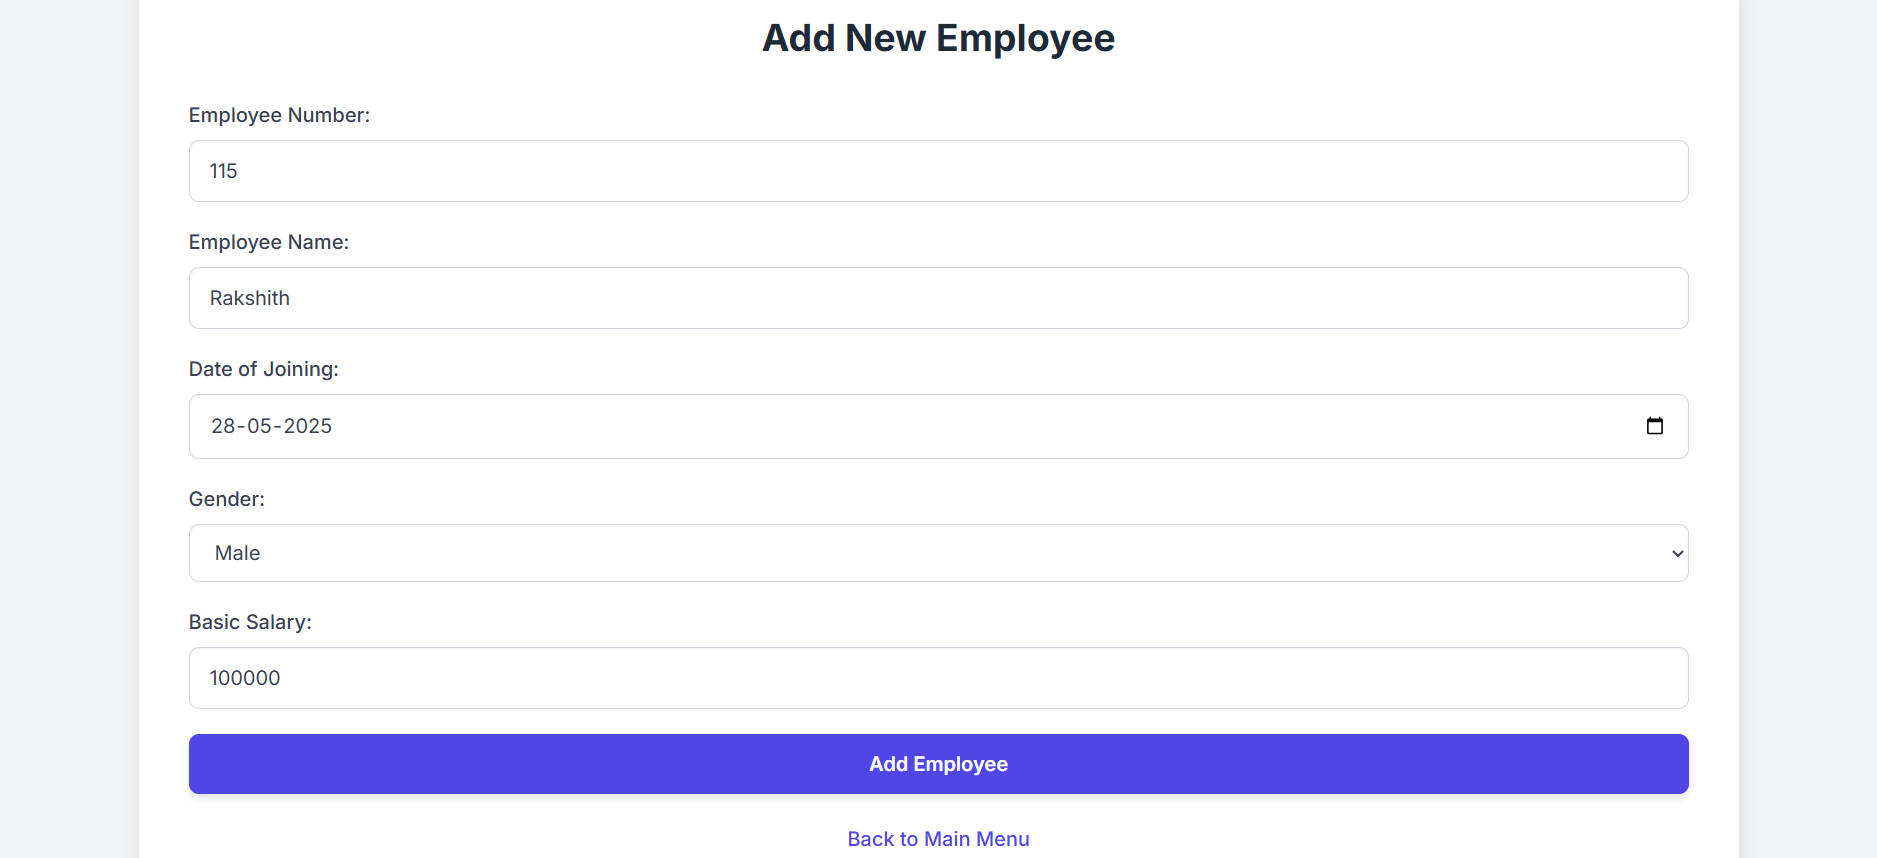 Add New Employee
Employee Number:
115
Employee Name:
Rakshith
Date of Joining:
28-05-2025
Gender:
Male
Basic Salary:
100000
Add Employee
Back to Main Menu